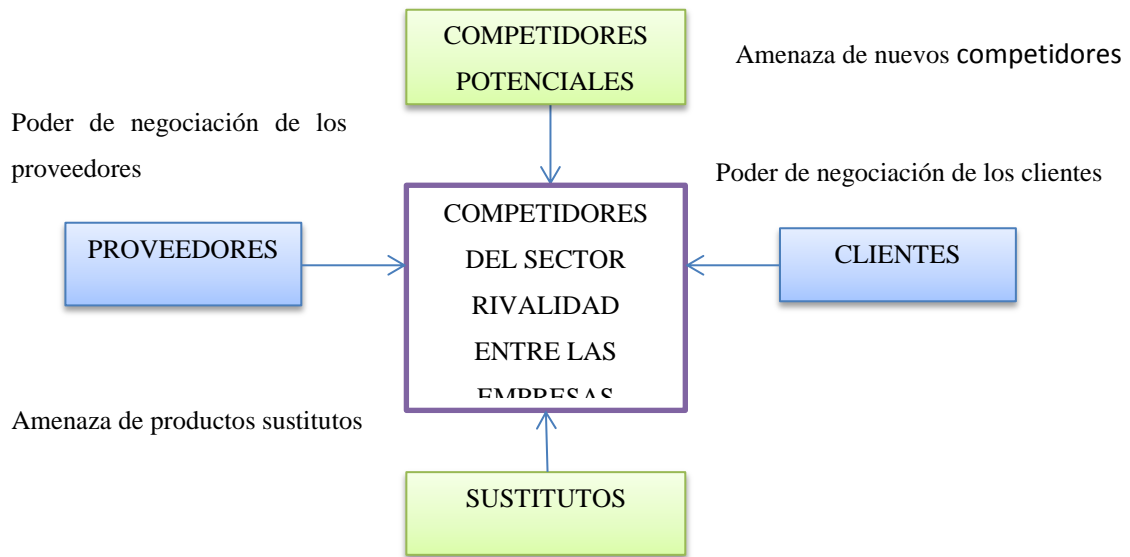 COMPETIDORES
POTENCIALES
Amenaza de nuevos competidores
Poder de negociación de los
proveedores
Poder de negociación de los clientes
PROVEEDORES
COMPETIDORES
DEL SECTOR
RIVALIDAD
ENTRE LAS
EMPRESAS
CLIENTES
Amenaza de productos sustitutos
SUSTITUTOS